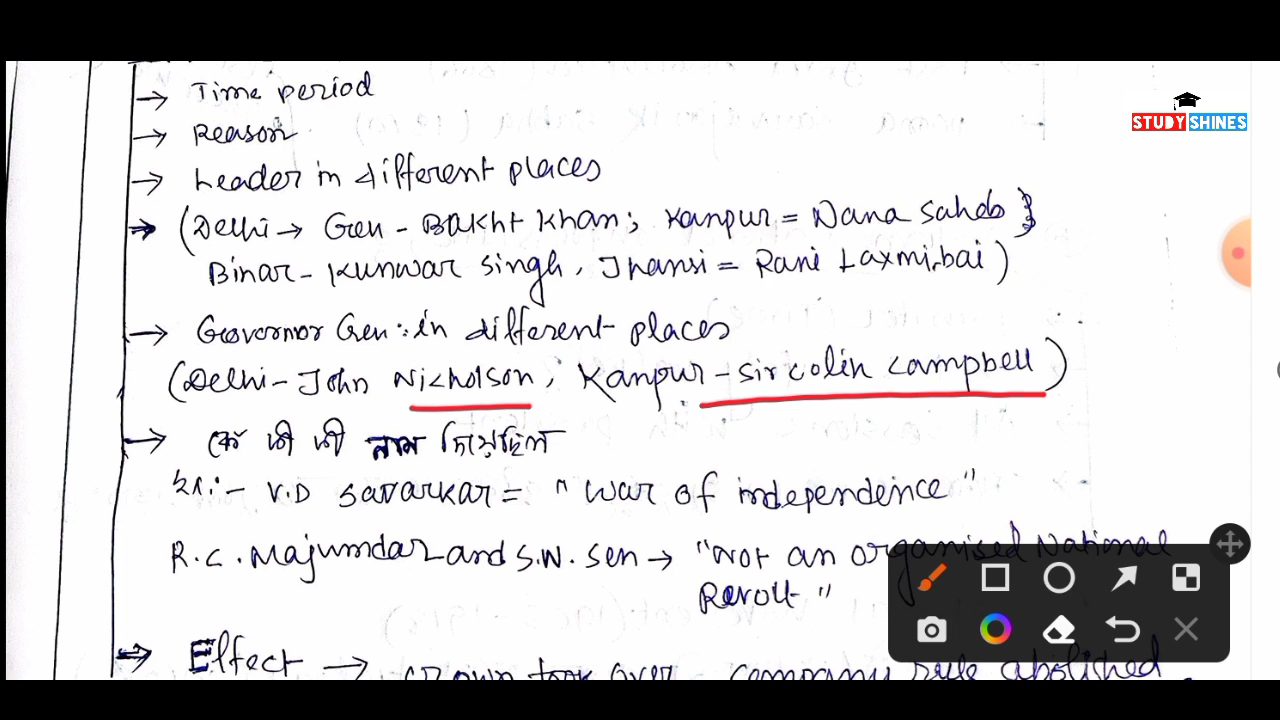 STUDY SHINES
→ Time period
→ Reason
→ Leader in different places
→ (Delhi → Gen - Bakht Khan; Kanpur = Nana Saheb }
Bihar - Kunwar Singh, Jhansi = Rani Laxmibai)
→ Governor Gen: in different places
(Delhi - John Nicholson, Kanpur - Sir Colin Campbell)
→ কে কী কী নাম দিয়েছিল
Ex:- V.D Savarkar = "War of independence"
R.C. Majumdar and S.N. Sen → "Not an organised National
Revolt"
⇒ Effect → crown took over - company rule abolished